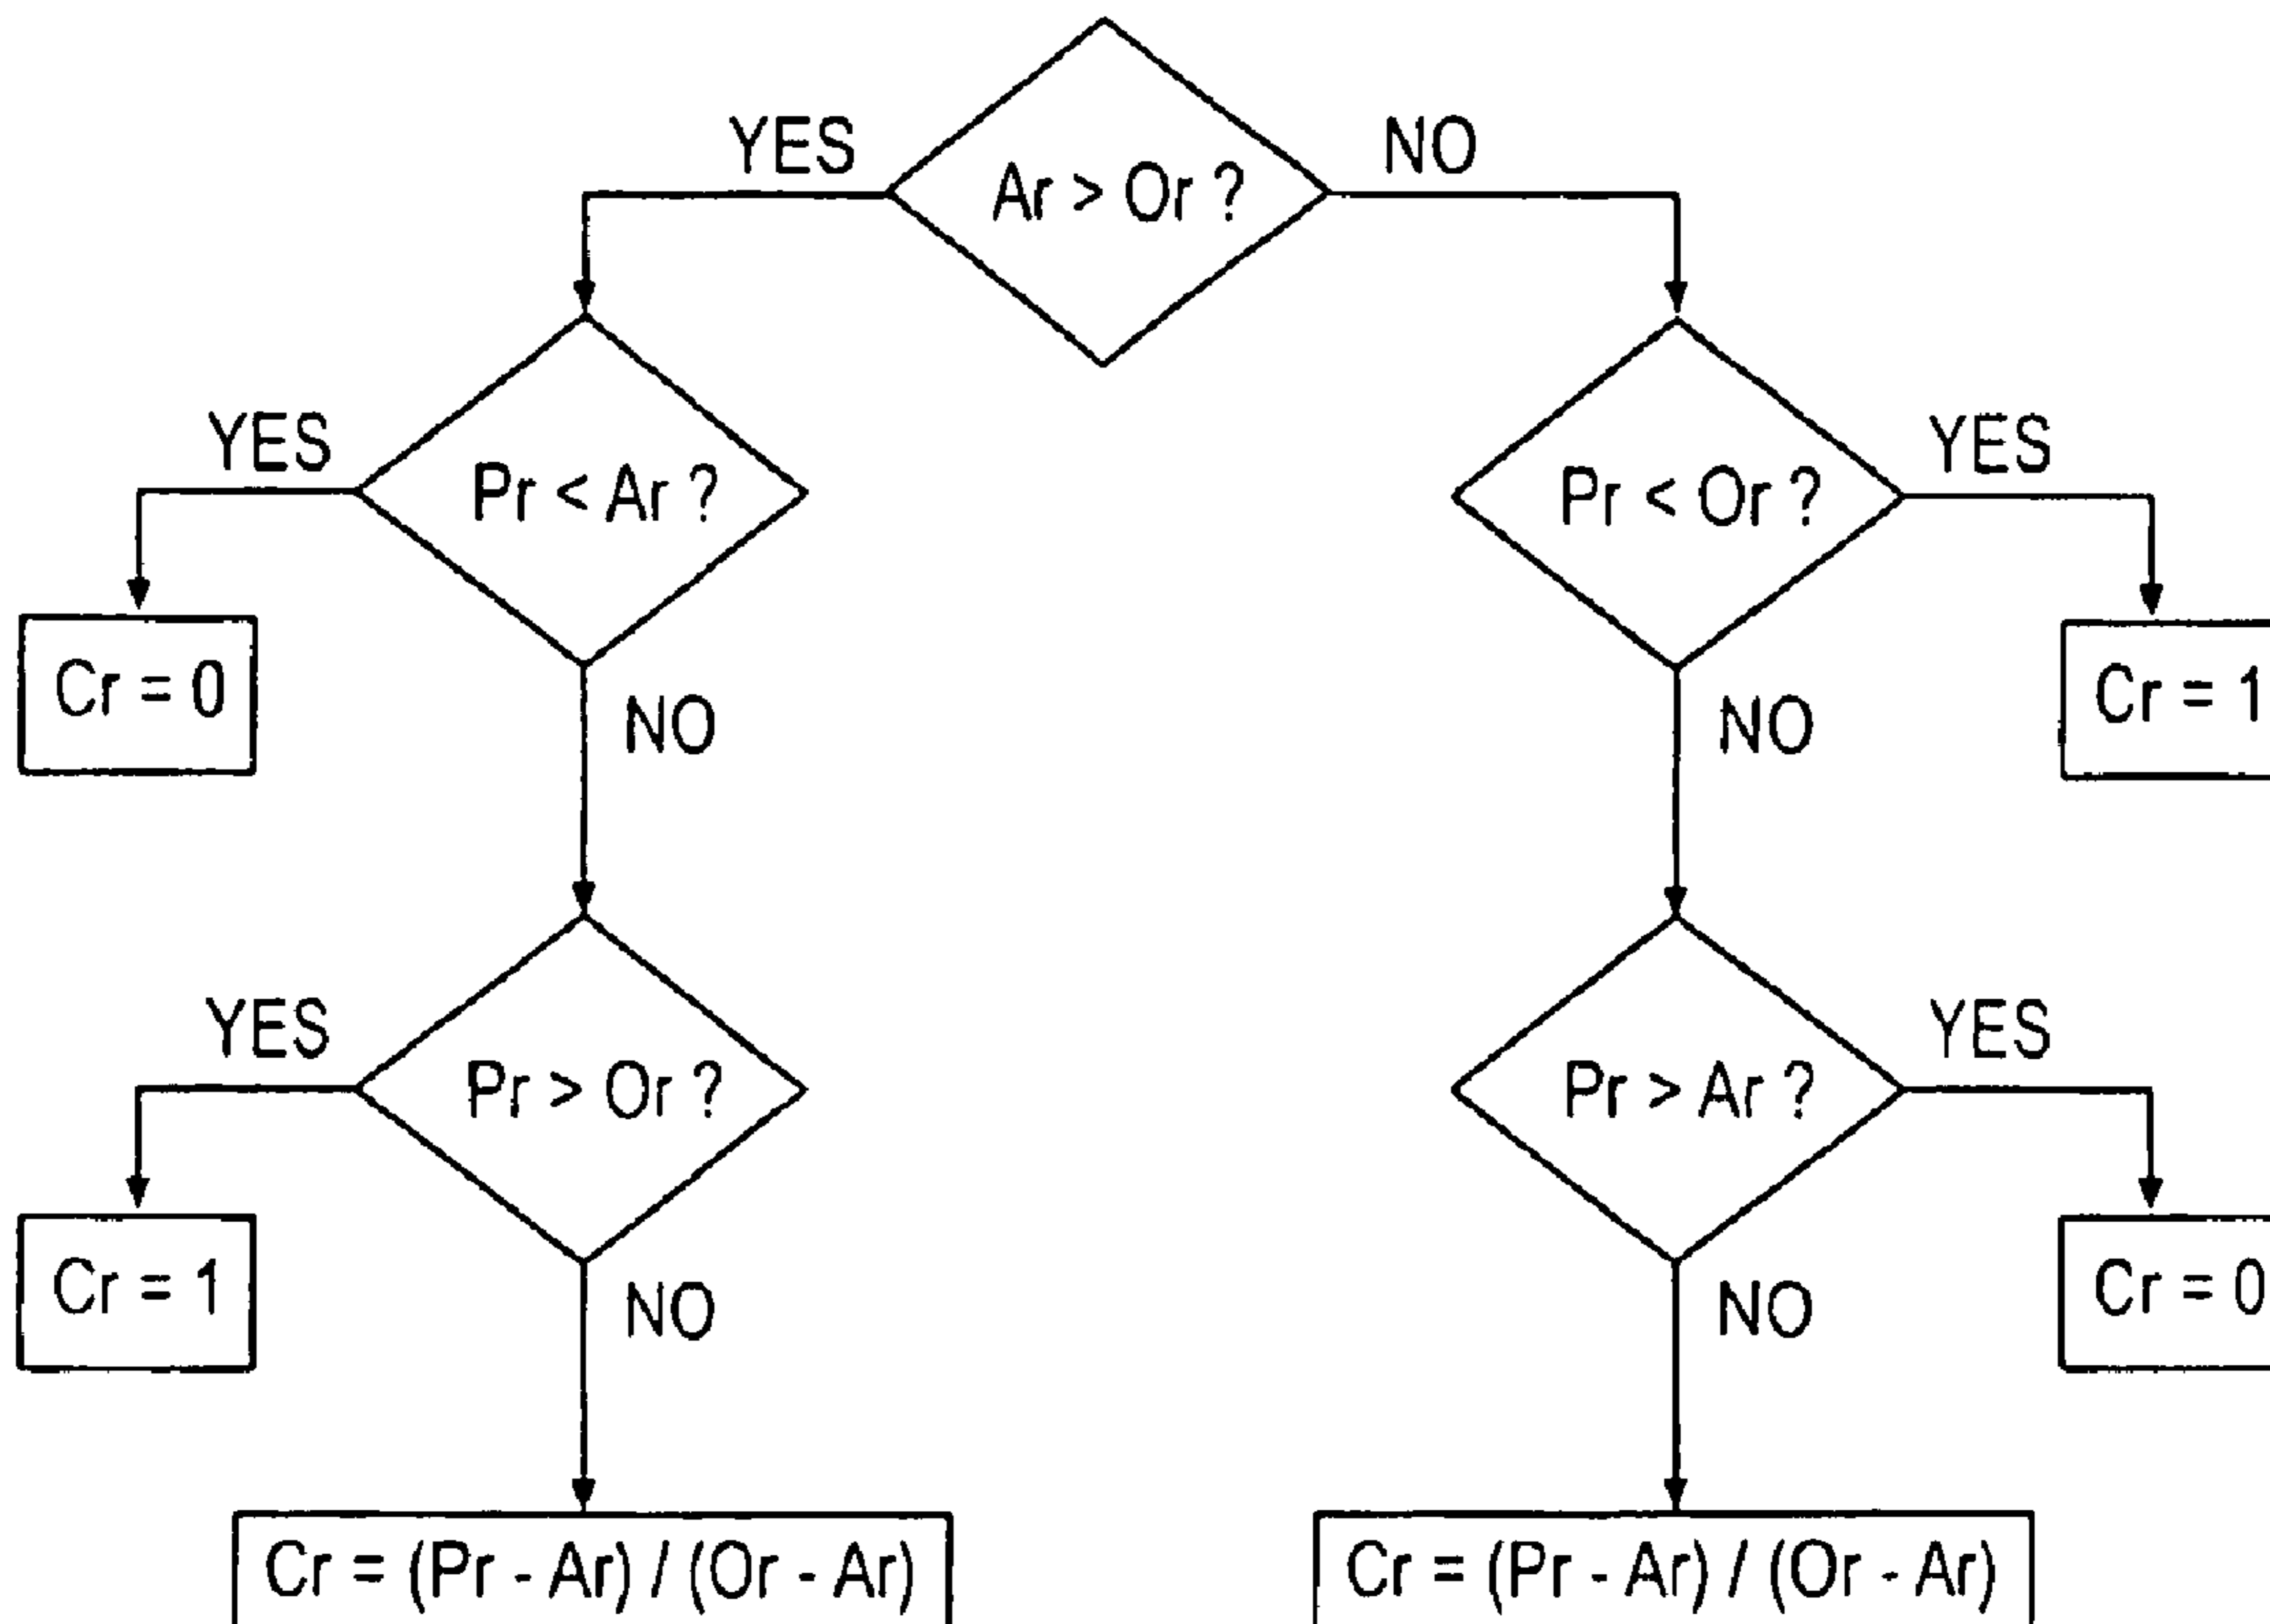 YES
NO
Ar > Or ?
YES
Pr < Ar ?
Pr < Or ?
YES
Cr = 0
NO
NO
Cr = 1
YES
Pr > Or ?
Pr > Ar ?
YES
Cr = 1
NO
NO
Cr = 0
Cr = (Pr - Ar) / (Or - Ar)
Cr = (Pr - Ar) / (Or - Ar)